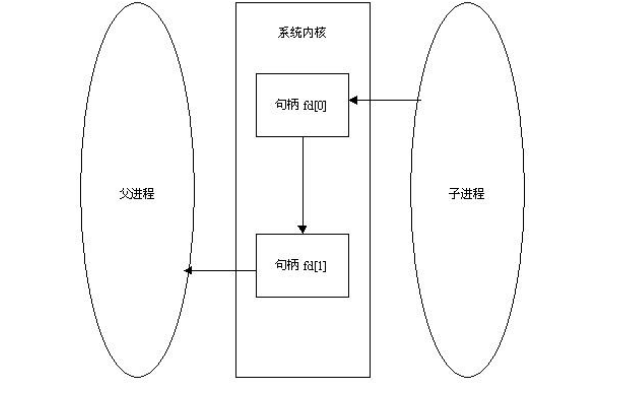 系统内核
句柄 fd[0]
父进程
子进程
句柄 fd[1]